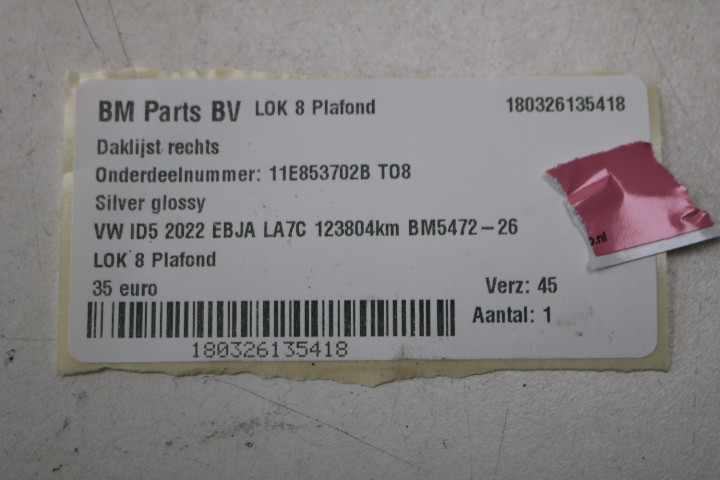 BM Parts BV LOK 8 Plafond 180326135418
Daklijst rechts
Onderdeelnummer: 11E853702B TO8
Silver glossy
VW ID5 2022 EBJA LA7C 123804km BM5472-26
LOK 8 Plafond
35 euro Verz: 45
Aantal: 1
180326135418
.nl